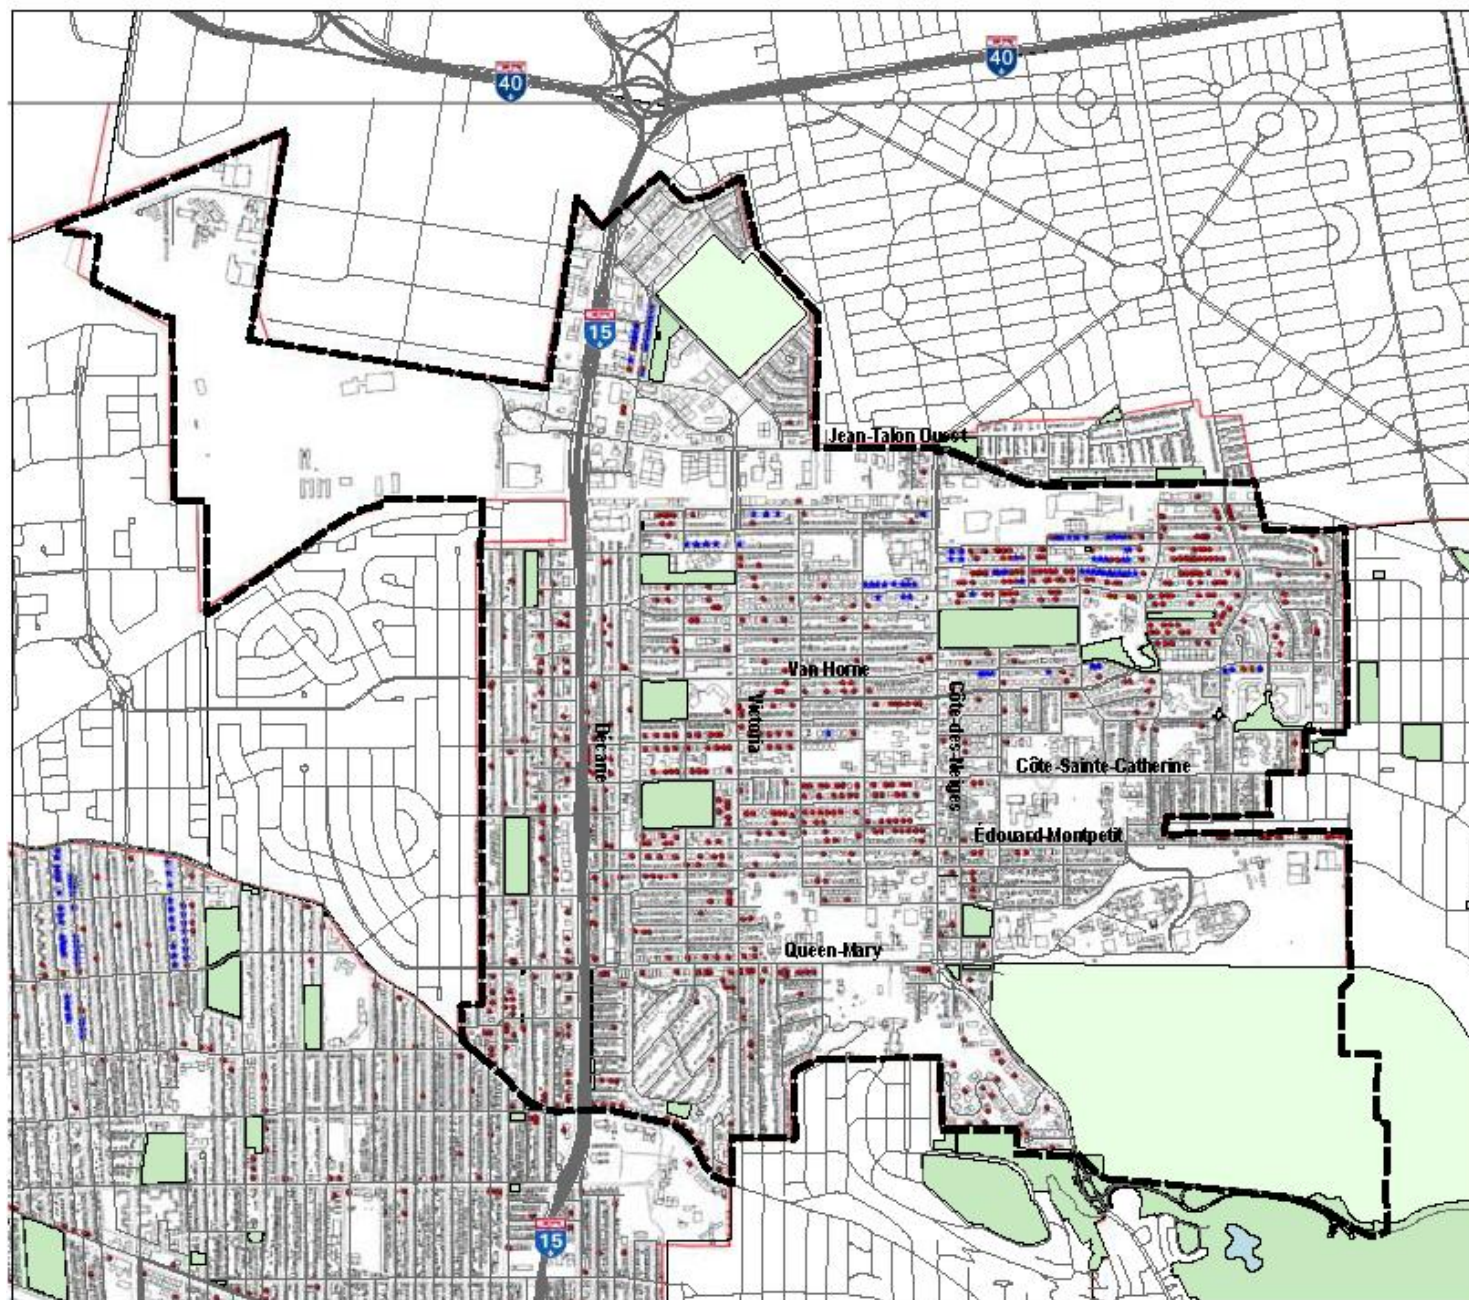 40
40
15
Jean-Talon Ouest
Van Horne
Victoria
Côte-des-Neiges
Décarie
Côte-Sainte-Catherine
Édouard-Montpetit
Queen-Mary
15